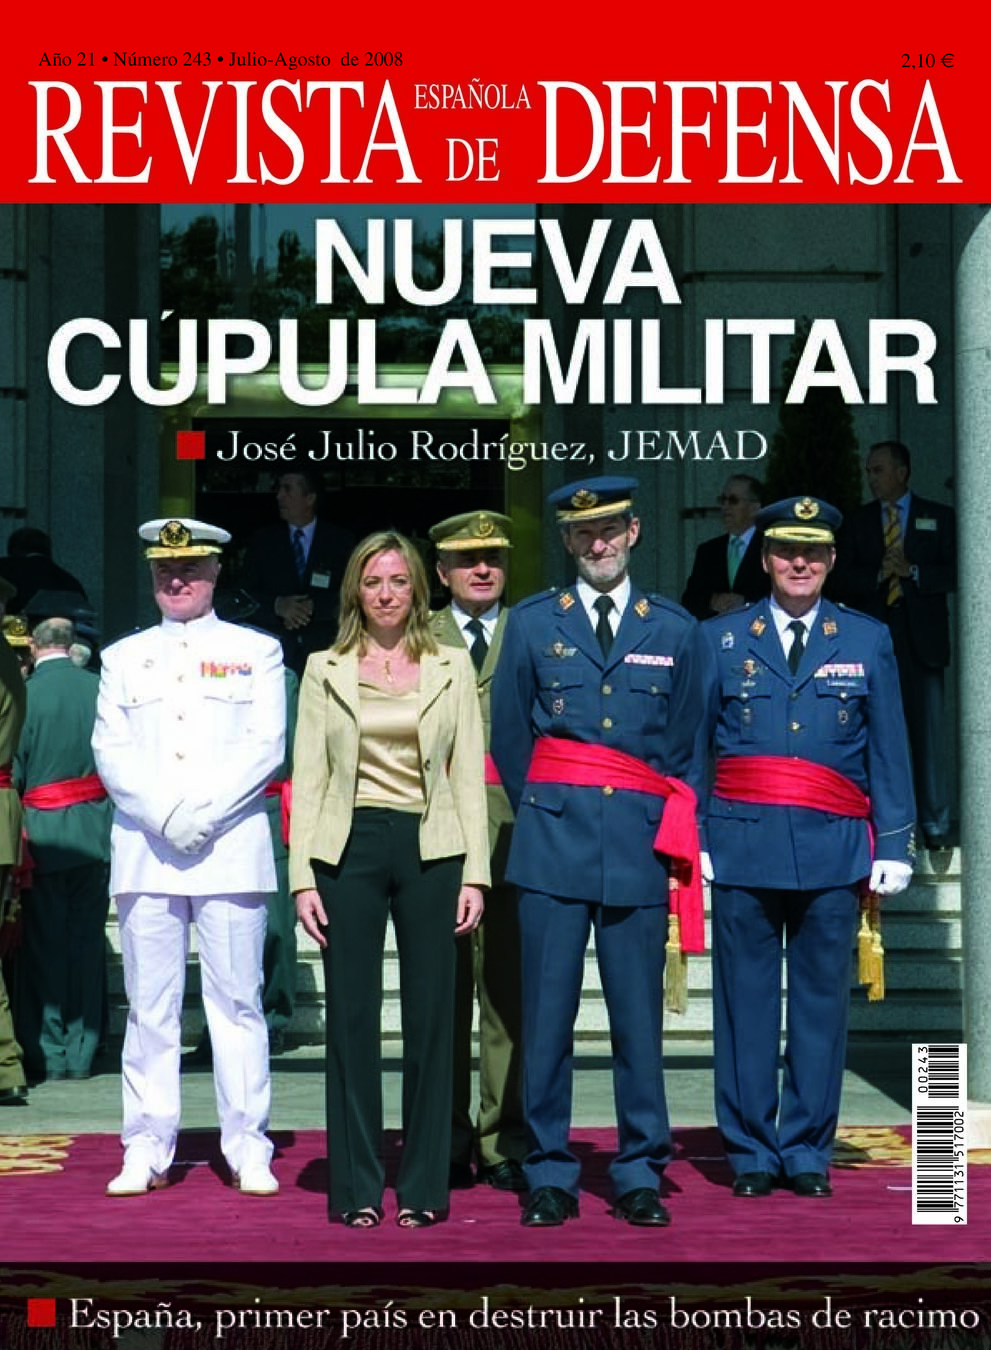 Año 21 • Número 243 • Julio-Agosto de 2008
2,10 €
REVISTA ESPAÑOLA DE DEFENSA
NUEVA
CÚPULA MILITAR
José Julio Rodríguez, JEMAD
00243
9 771131 517002
España, primer país en destruir las bombas de racimo